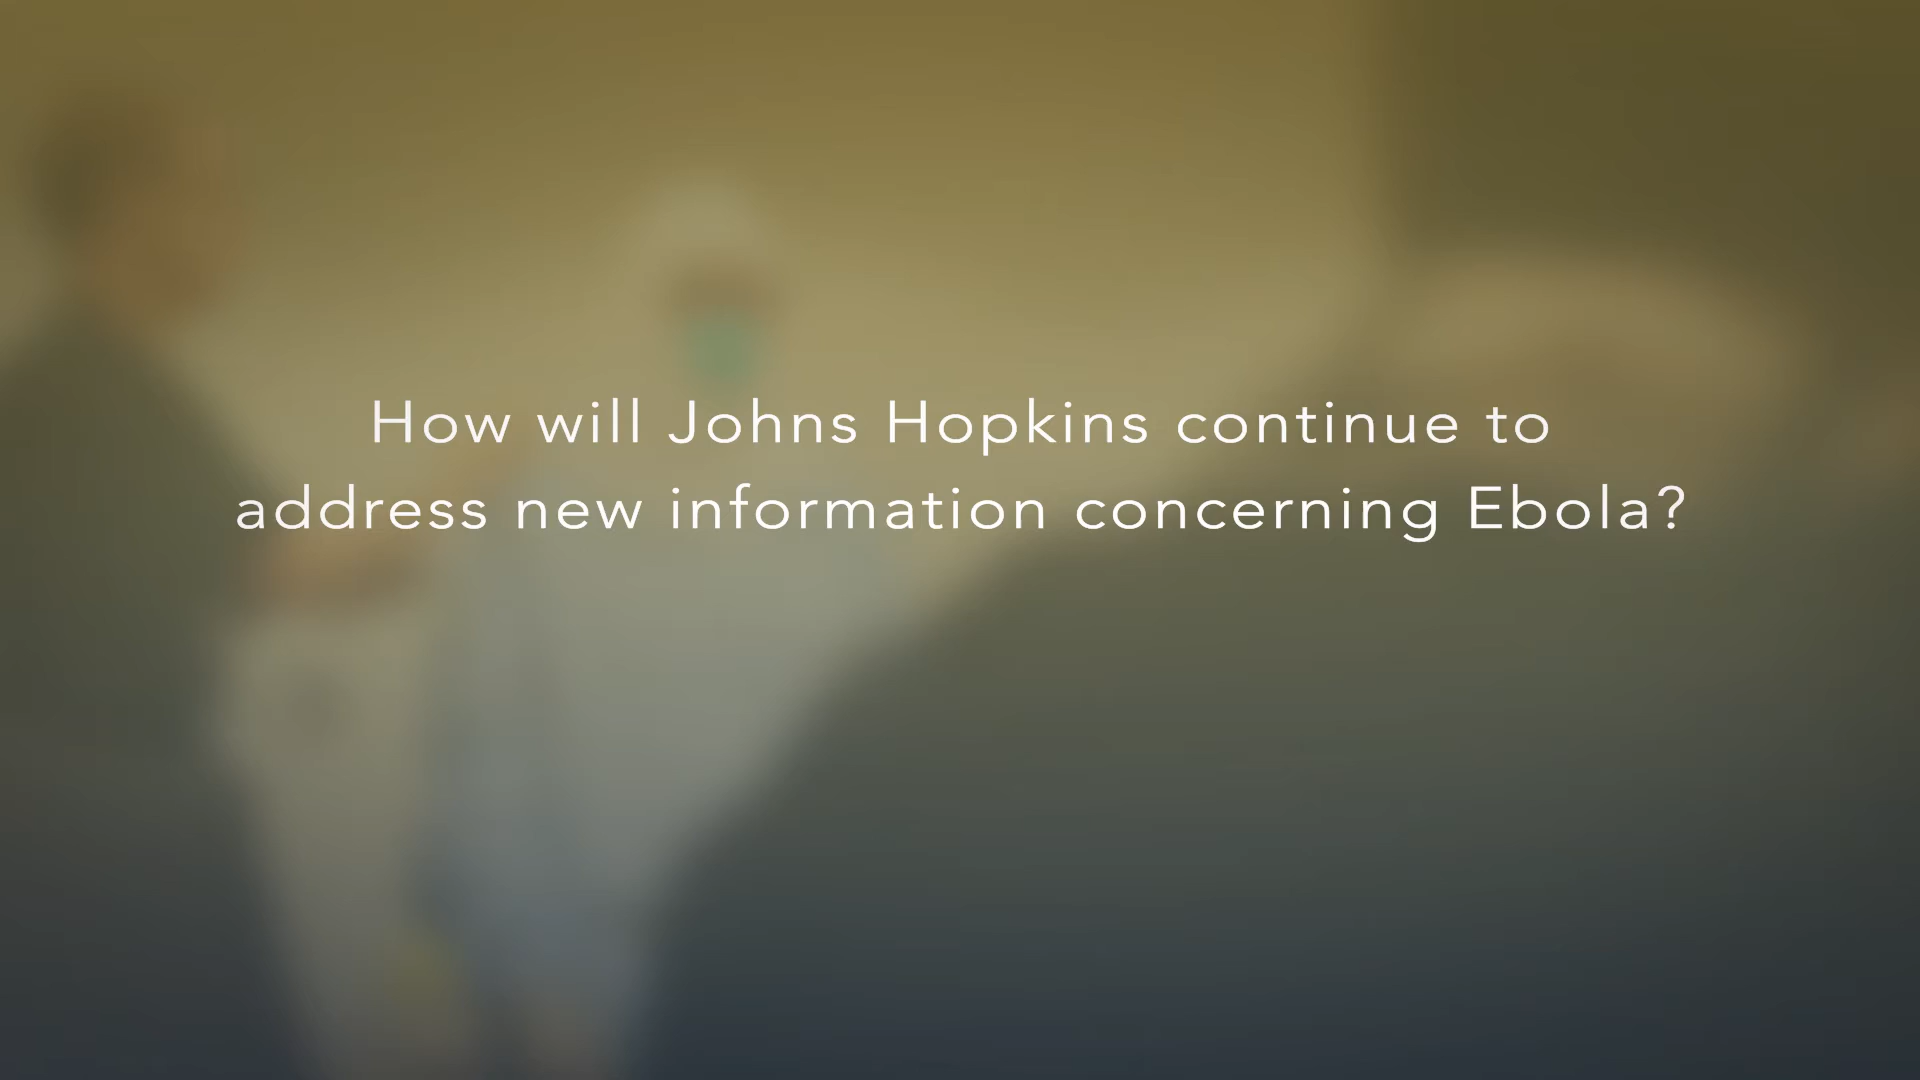 How will Johns Hopkins continue to
address new information concerning Ebola?